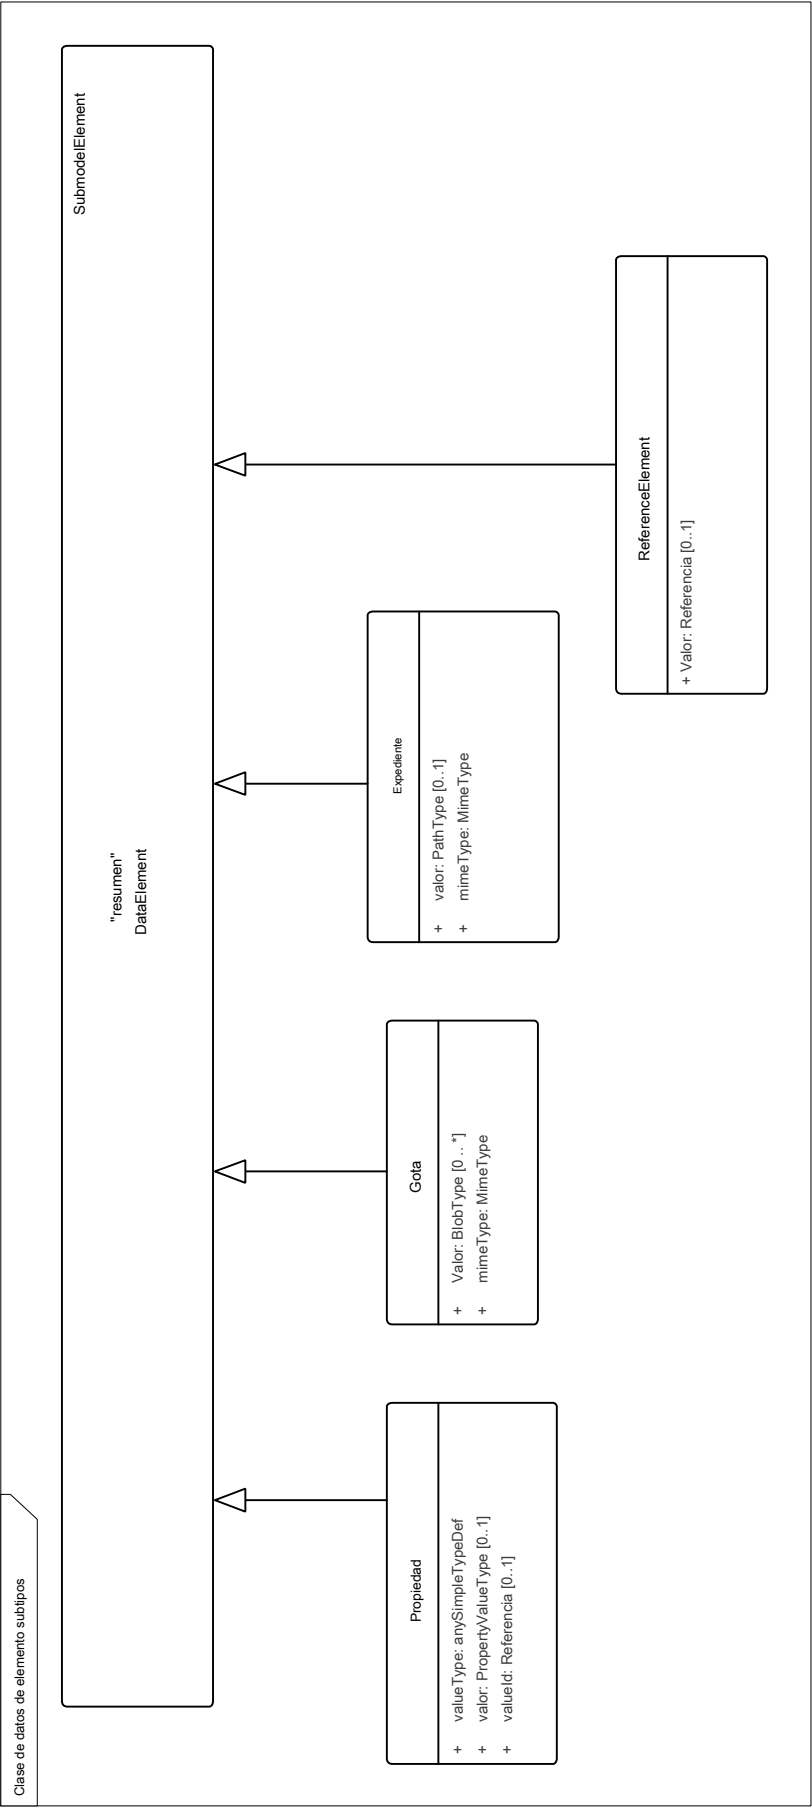 Clase de datos de elemento subtipos
SubmodelElement
"resumen"
DataElement
Propiedad
+ valueType: anySimpleTypeDef
+ valor: PropertyValueType [0..1]
+ valueId: Referencia [0..1]
Gota
+ Valor: BlobType [0 .. *]
+ mimeType: MimeType
Expediente
+ valor: PathType [0..1]
+ mimeType: MimeType
ReferenceElement
+ Valor: Referencia [0..1]